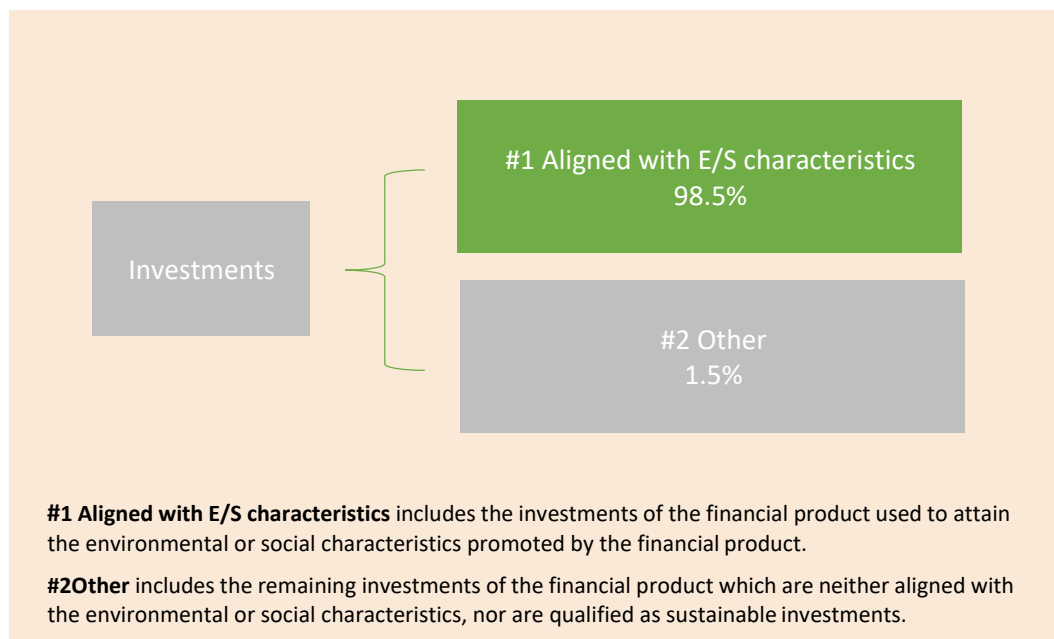 #1 Aligned with E/S characteristics
98.5%
Investments
#2 Other
1.5%
#1 Aligned with E/S characteristics includes the investments of the financial product used to attain
the environmental or social characteristics promoted by the financial product.
#2Other includes the remaining investments of the financial product which are neither aligned with
the environmental or social characteristics, nor are qualified as sustainable investments.